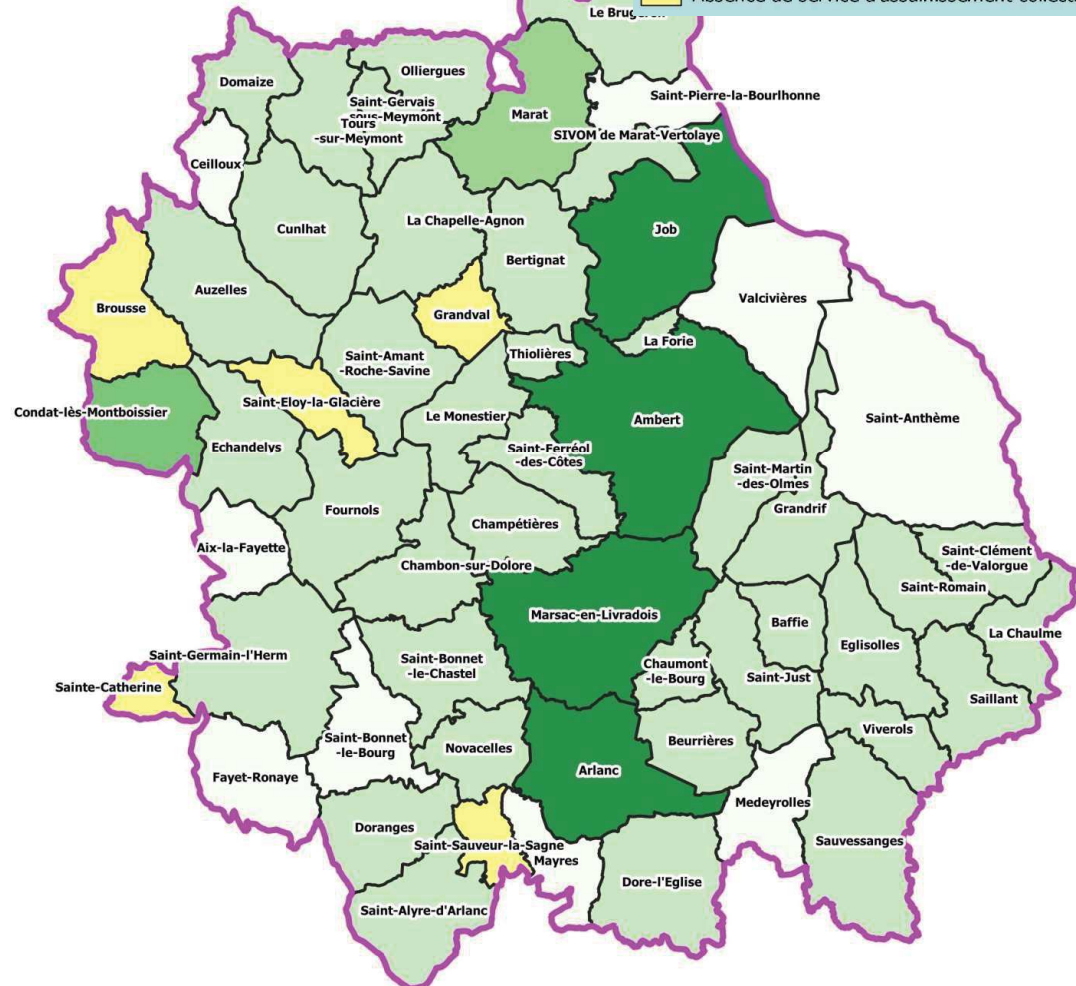 Le Brugeron
Absence de service d'assainissement collectif
Domaize
Olliergues
Saint-Gervais
sous-Meymont
Tours
-sur-Meymont
Marat
Saint-Pierre-la-Bourlhonne
SIVOM de Marat-Vertolaye
Ceilloux
Cunlhat
La Chapelle-Agnon
Job
Bertignat
Auzelles
Valcivières
Brousse
Grandval
La Forie
Thiolières
Saint-Amant
-Roche-Savine
Saint-Eloy-la-Glacière
Condat-lès-Montboissier
Le Monestier
Ambert
Saint-Anthème
Echandelys
Saint-Ferréol
-des-Côtes
Saint-Martin
-des-Olmes
Fournols
Champétières
Grandrif
Aix-la-Fayette
Chambon-sur-Dolore
Saint-Clément
-de-Valorgue
Saint-Romain
Marsac-en-Livradois
Baffie
La Chaulme
Eglisolles
Saint-Germain-l'Herm
Saint-Bonnet
-le-Chastel
Chaumont
-le-Bourg
Saint-Just
Sainte-Catherine
Saillant
Viverols
Saint-Bonnet
-le-Bourg
Novacelles
Beurrières
Fayet-Ronaye
Arlanc
Medeyrolles
Doranges
Saint-Sauveur-la-Sagne
Mayres
Sauvessanges
Dore-l'Eglise
Saint-Alyre-d'Arlanc